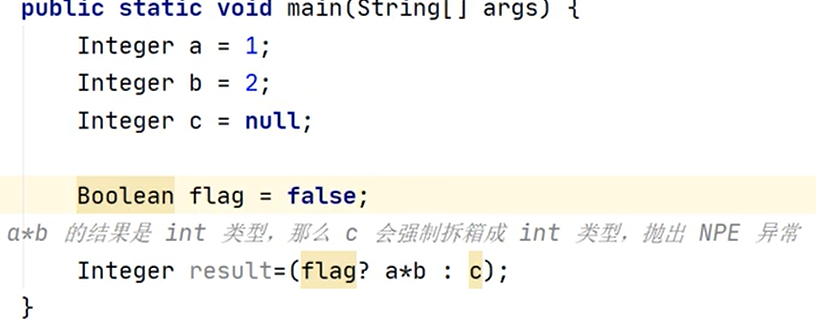 public static void main(String[] args) {
Integer a = 1;
Integer b = 2;
Integer c = null;
Boolean flag = false;
a*b 的结果是 int 类型，那么 c 会强制拆箱成 int 类型，抛出 NPE 异常
Integer result=(flag? a*b : c);
}